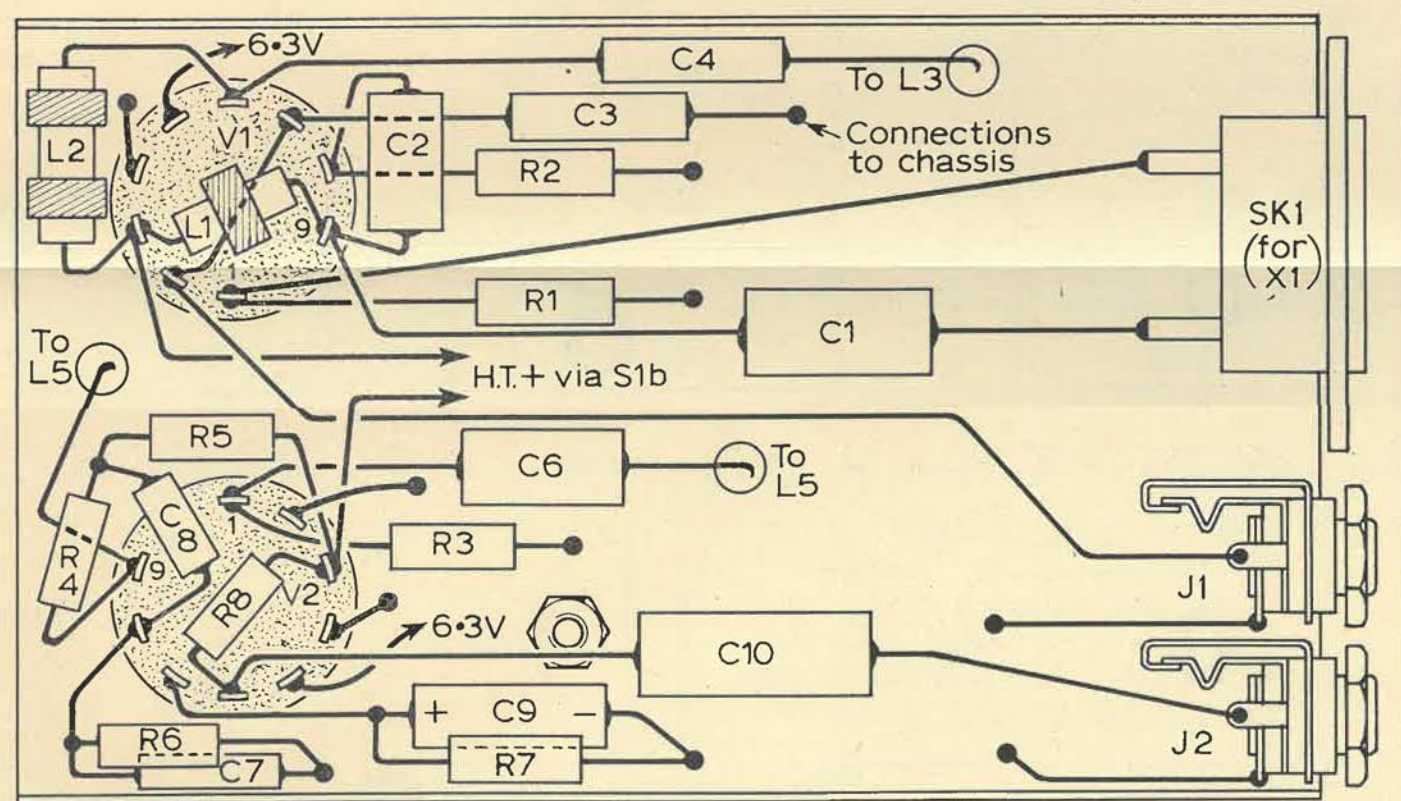 6·3V
C4
To L3
L2
V1
C3
C2
Connections
to chassis
R2
L1
9
SK1
(for
X1)
1
R1
C1
To
L5
H.T.+ via S1b
R5
C6
To
L5
C
8
1
R
4
9
R3
R8
V2
J1
6·3V
C10
+ C9 −
R6
R7
C7
J2